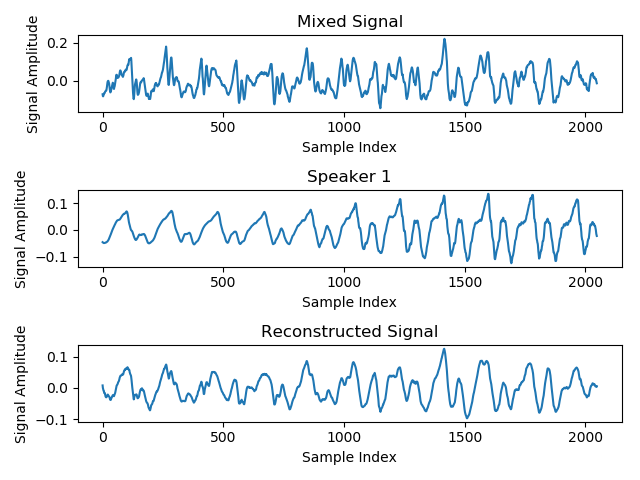 Mixed Signal
Signal Amplitude
0.2
0.0
0
500
1000
1500
2000
Sample Index
Speaker 1
Signal Amplitude
0.1
0.0
−0.1
0
500
1000
1500
2000
Sample Index
Reconstructed Signal
Signal Amplitude
0.1
0.0
−0.1
0
500
1000
1500
2000
Sample Index